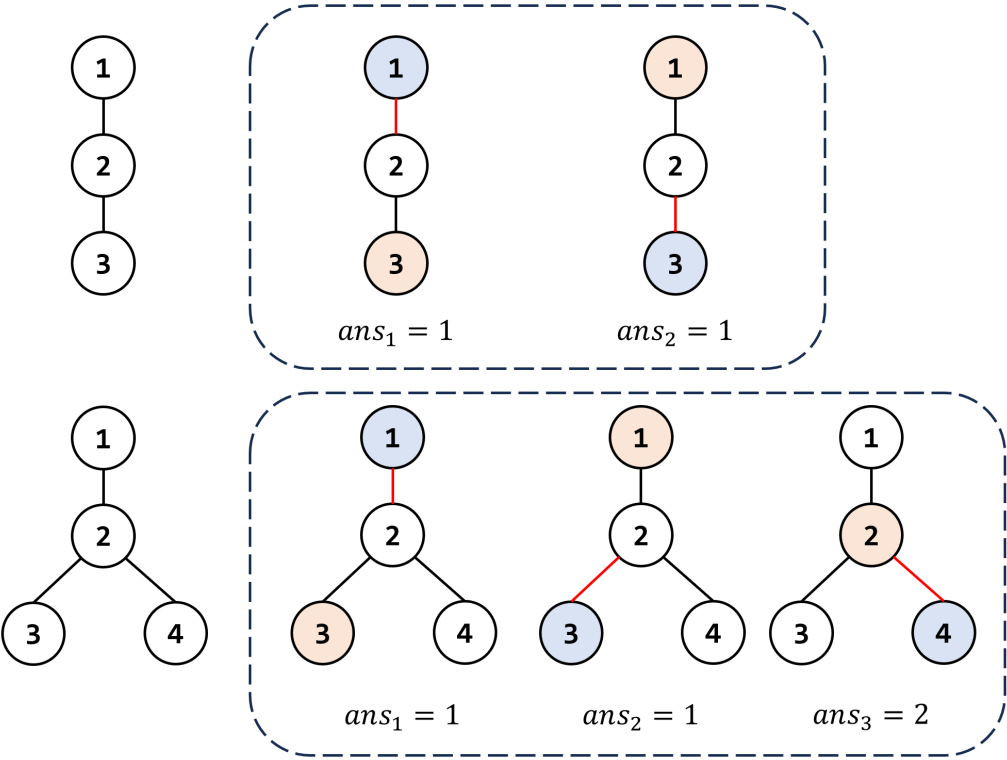 1 1 1
2 2 2
3 3 3
ans₁ = 1 ans₂ = 1
1 1 1 1
2 2 2 2
3 4 3 4 3 4 3 4
ans₁ = 1 ans₂ = 1 ans₃ = 2